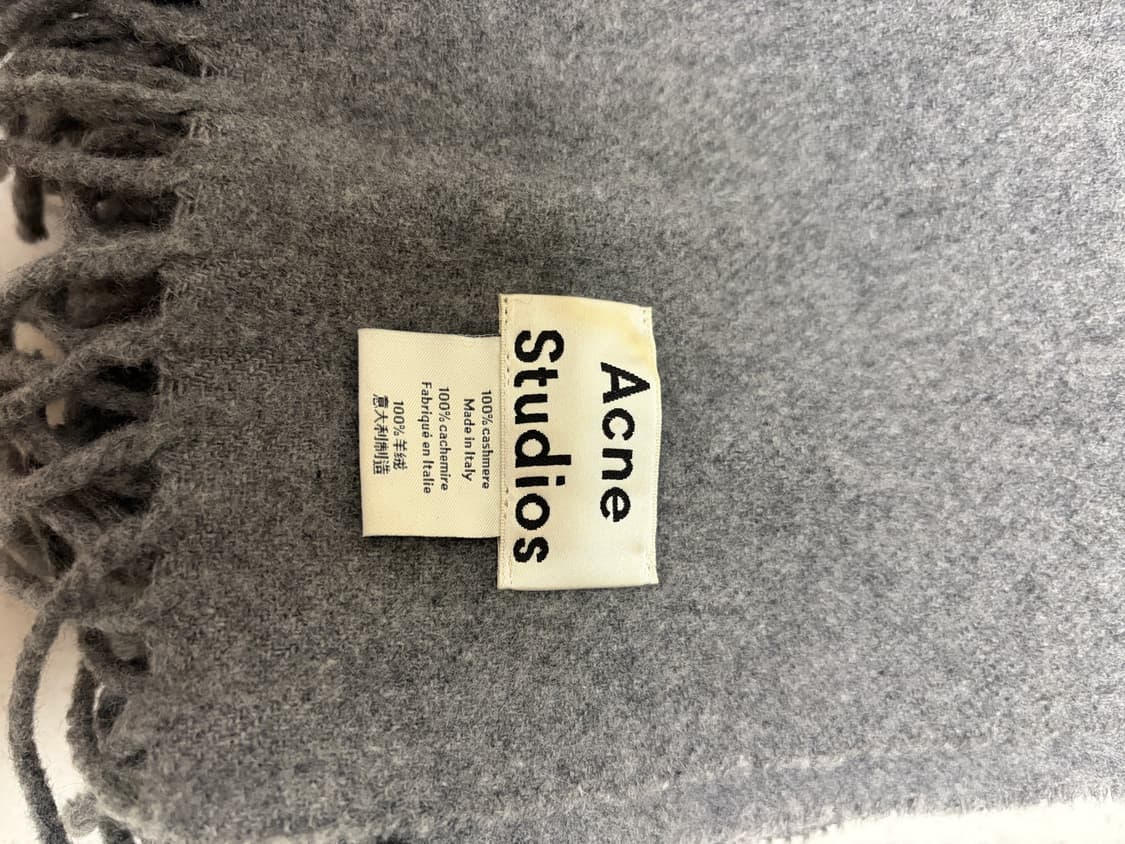 Acne
Studios
100% cashmere
Made in Italy
100% cachemire
Fabriqué en Italie
100%羊绒
意大利制造